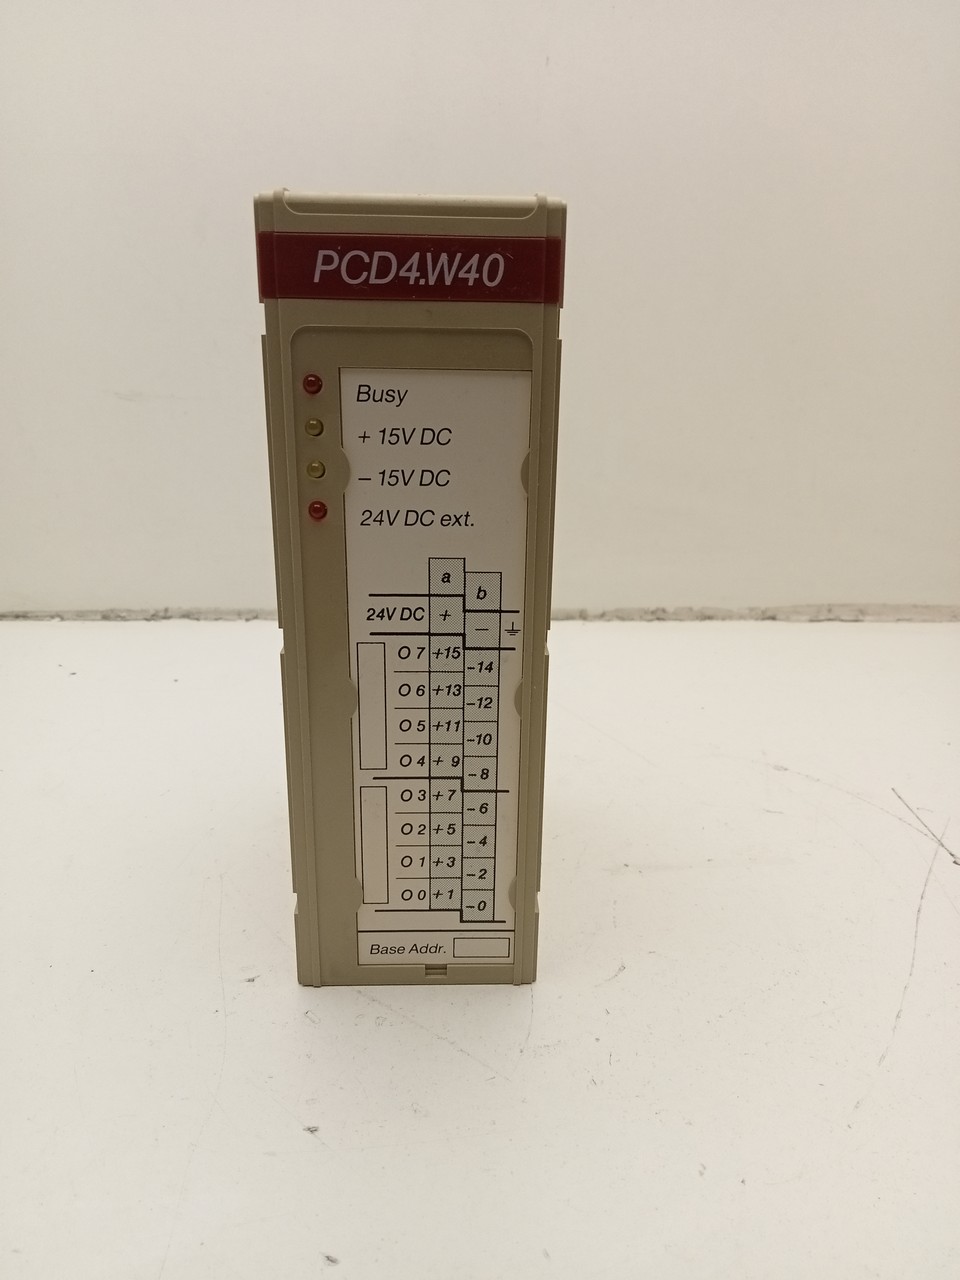 PCD4.W40
Busy
+ 15V DC
– 15V DC
24V DC ext.
a
b
24V DC +
–
O 7 +15
–14
O 6 +13
–12
O 5 +11
–10
O 4 + 9
– 8
O 3 + 7
– 6
O 2 + 5
– 4
O 1 + 3
– 2
O 0 + 1
– 0
Base Addr.